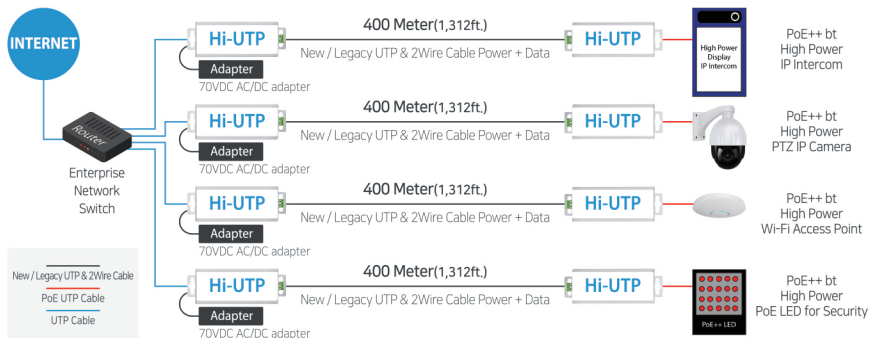 INTERNET
Router
Enterprise
Network
Switch
Hi-UTP
400 Meter(1,312ft.)
New / Legacy UTP & 2Wire Cable Power + Data
Hi-UTP
Adapter
70VDC AC/DC adapter
High Power
Display
IP Intercom
PoE++ bt
High Power
IP Intercom
Hi-UTP
400 Meter(1,312ft.)
New / Legacy UTP & 2Wire Cable Power + Data
Hi-UTP
Adapter
70VDC AC/DC adapter
PoE++ bt
High Power
PTZ IP Camera
Hi-UTP
400 Meter(1,312ft.)
New / Legacy UTP & 2Wire Cable Power + Data
Hi-UTP
Adapter
70VDC AC/DC adapter
PoE++ bt
High Power
Wi-Fi Access Point
Hi-UTP
400 Meter(1,312ft.)
New / Legacy UTP & 2Wire Cable Power + Data
Hi-UTP
Adapter
70VDC AC/DC adapter
PoE++ LED
PoE++ bt
High Power
PoE LED for Security
New / Legacy UTP & 2Wire Cable
PoE UTP Cable
UTP Cable